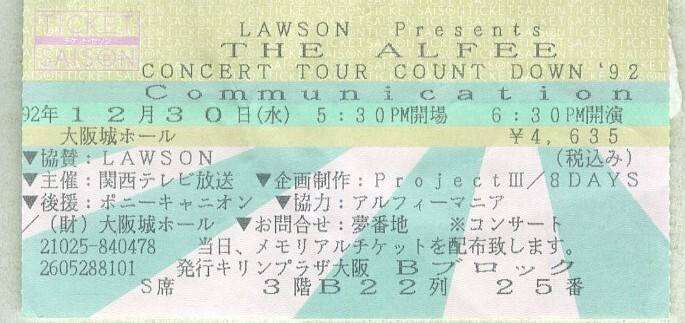 TICKET
チケット・セゾン
SAISON
LAWSON Presents
THE ALFEE
CONCERT TOUR COUNT DOWN '92
Communication
92年12月30日(水) 5:30PM開場 6:30PM開演
大阪城ホール ¥4,635
▼協賛:LAWSON (税込み)
▼主催:関西テレビ放送 ▼企画制作:ProjectⅢ/8DAYS
▼後援:ポニーキャニオン ▼協力:アルフィーマニア
/(財)大阪城ホール ▼お問合せ:夢番地 ※コンサート
21025-840478 当日、メモリアルチケットを配布致します。
2605288101 発行キリンプラザ大阪 Bブロック
S席 3階B22列 25番